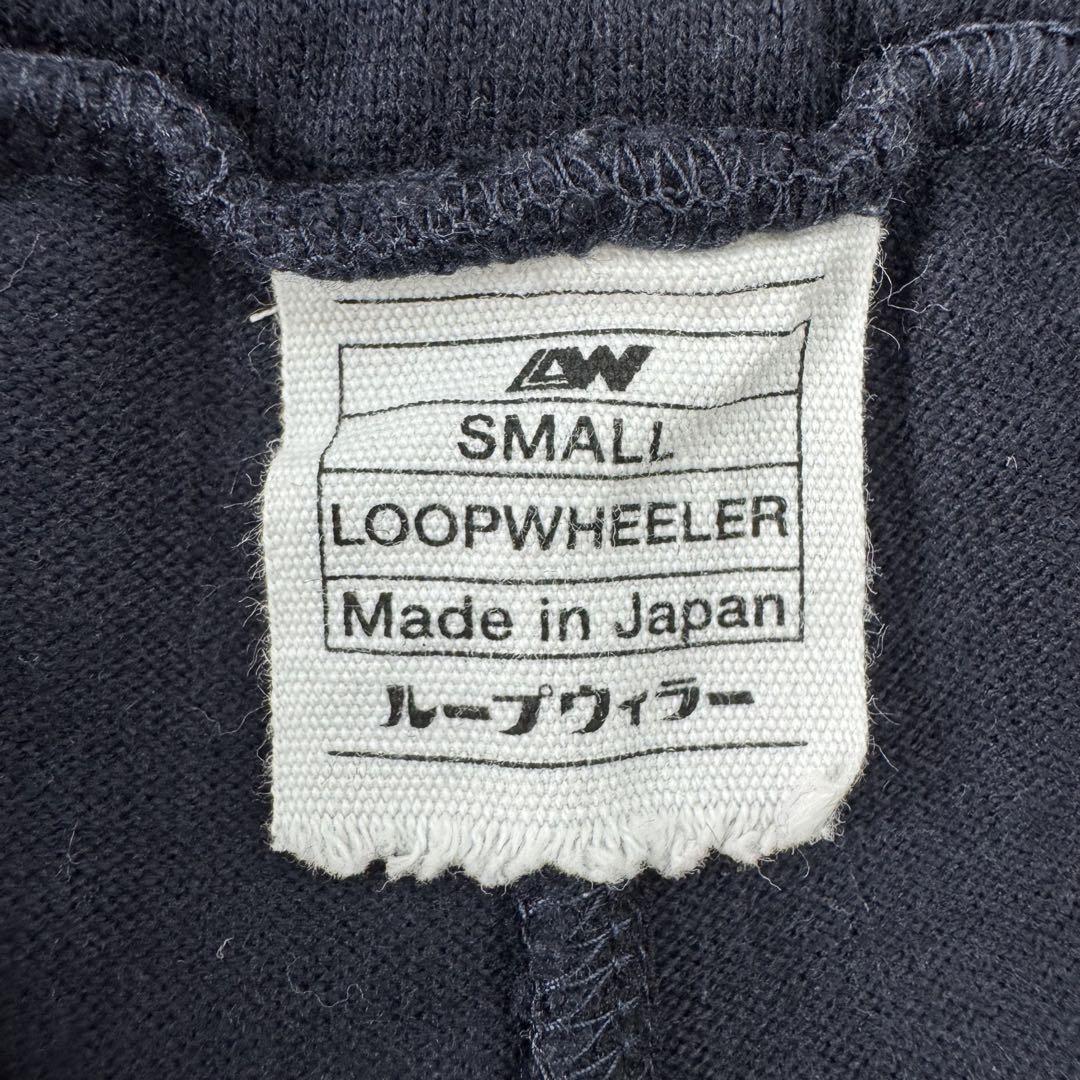 LW
SMALL
LOOPWHEELER
Made in Japan
ループウィラー